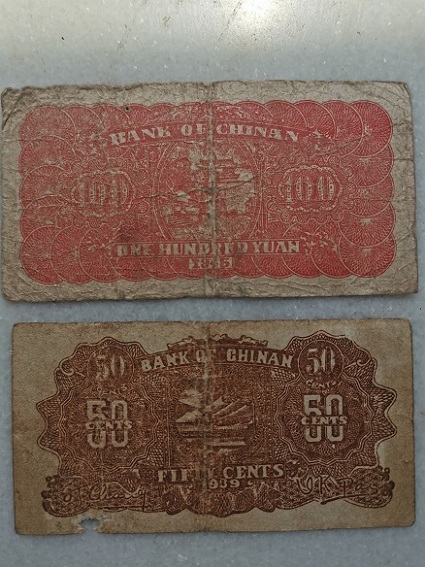 BANK OF CHINAN
100 100
ONE HUNDRED YUAN
50 BANK OF CHINAN 50
CENTS
50 CENTS 50 CENTS
FIFTY CENTS
1939